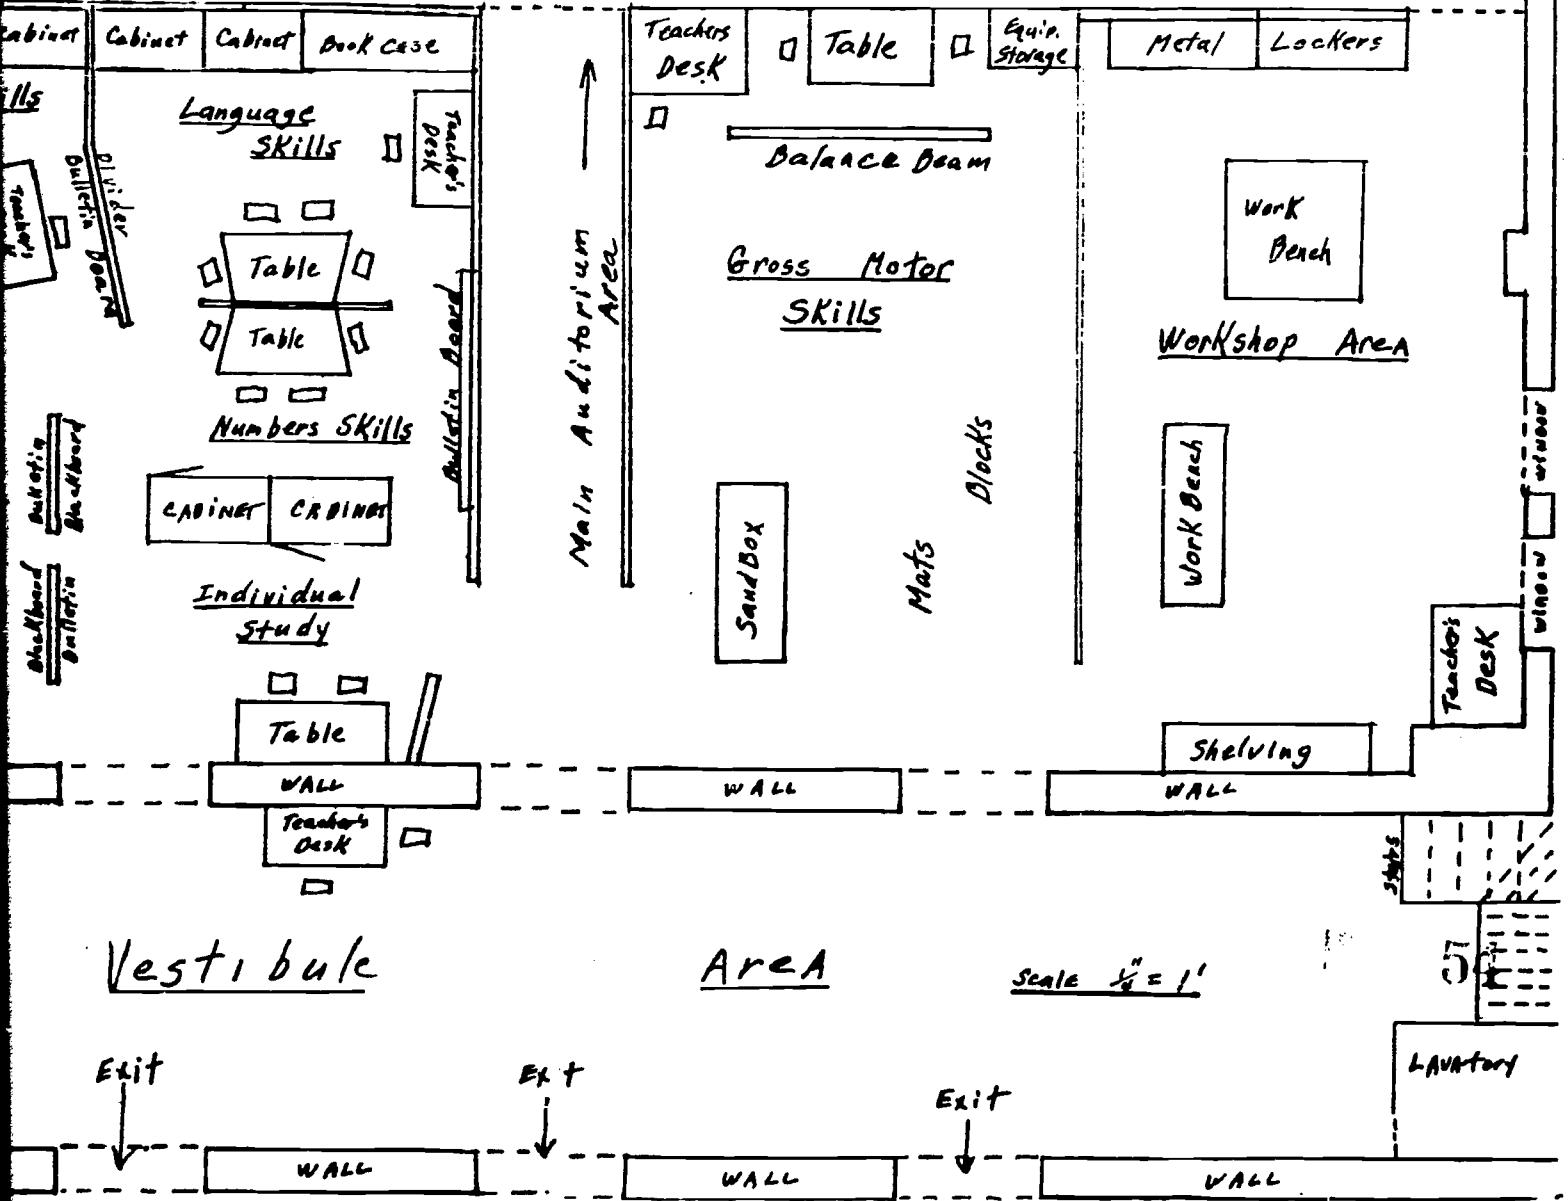 Cabinet
Cabinet
Cabinet
Book Case
Teachers
Desk
Table
Equip.
Storage
Metal Lockers
ills
Language
Skills
Teacher's
Desk
Divider
Bulletin Board
Teacher's
Balance Beam
Work
Bench
Table
Table
Main Auditorium
Area
Gross Motor
Skills
Workshop Area
Bulletin Board
Numbers Skills
Bulletin
Blackboard
CABINET
CABINET
SandBox
Blocks
Mats
Work Bench
WINDOW
WINDOW
Blackboard
Bulletin
Individual
Study
Teacher's
Desk
Table
Shelving
WALL
WALL
WALL
Teacher's
Desk
Stairs
Vestibule Area
Scale 1/4" = 1'
Exit
Exit
Exit
LAVAtory
WALL
WALL
WALL